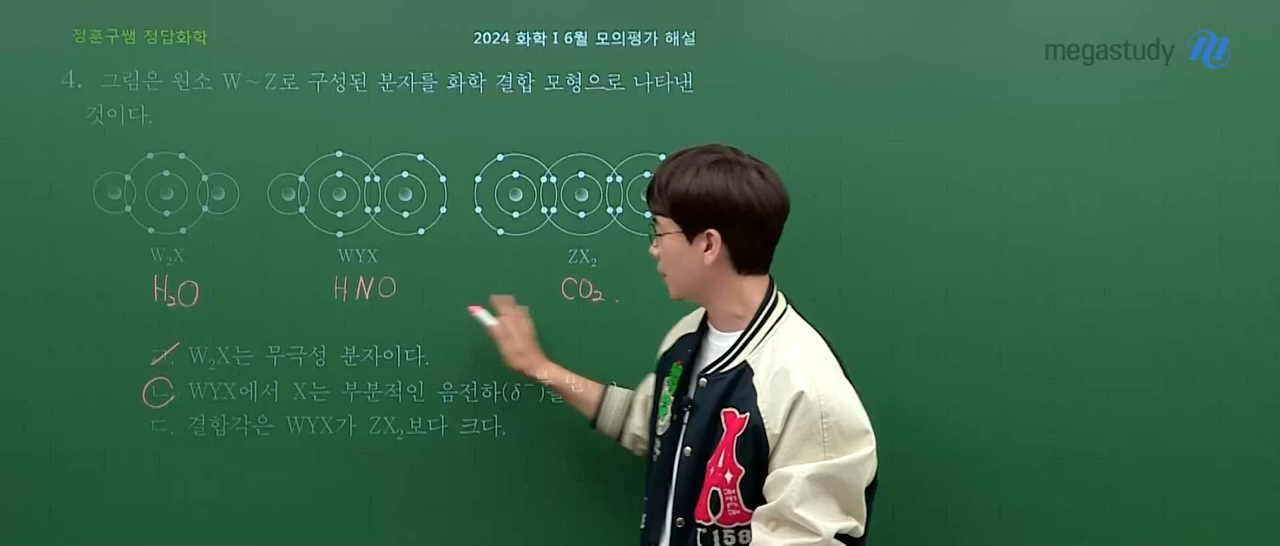 정훈구쌤 정답화학
2024 화학 I 6월 모의평가 해설
megastudy
4. 그림은 원소 W~Z로 구성된 분자를 화학 결합 모형으로 나타낸
것이다.
W₂X WYX ZX₂
H₂O HNO CO₂.
ㄱ. W₂X는 무극성 분자이다.
ㄴ. WYX에서 X는 부분적인 음전하(δ⁻)를
ㄷ. 결합각은 WYX가 ZX₂보다 크다.
A
158